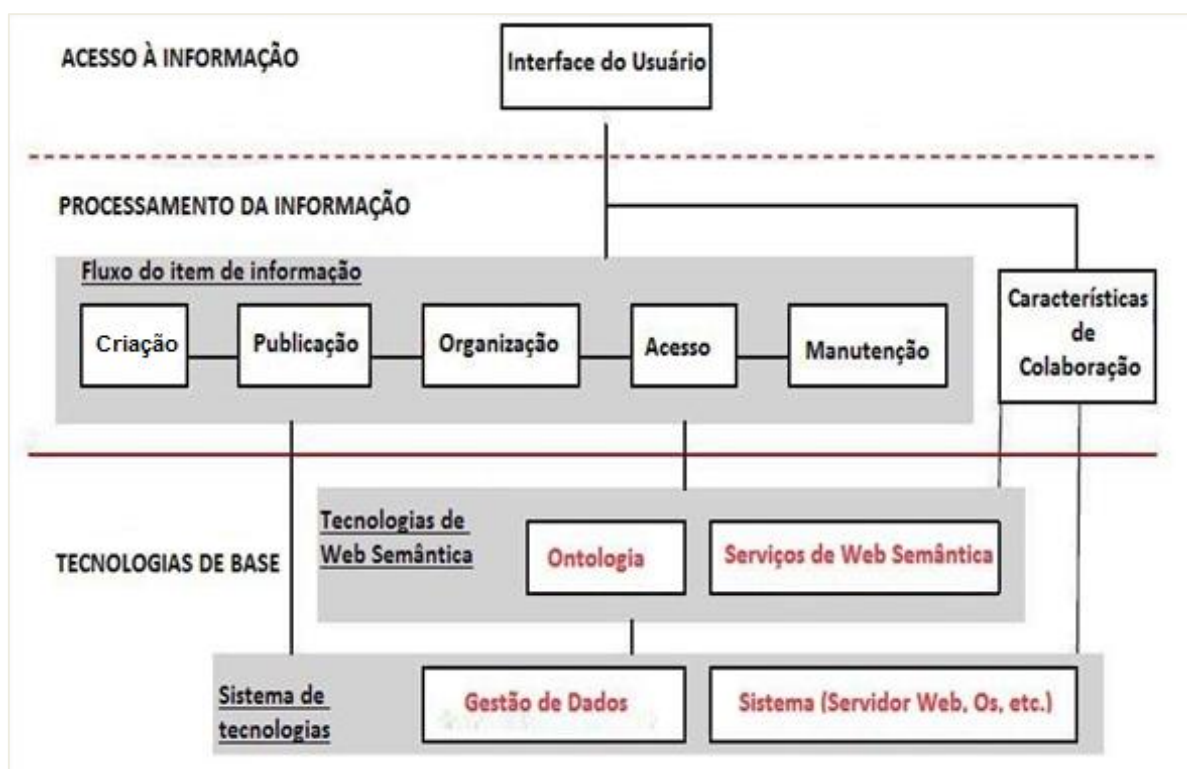 ACESSO À INFORMAÇÃO
Interface do Usuário
PROCESSAMENTO DA INFORMAÇÃO
Fluxo do item de informação
Criação
Publicação
Organização
Acesso
Manutenção
Características
de
Colaboração
TECNOLOGIAS DE BASE
Tecnologias de
Web Semântica
Ontologia
Serviços de Web Semântica
Sistema de
tecnologias
Gestão de Dados
Sistema (Servidor Web, Os, etc.)